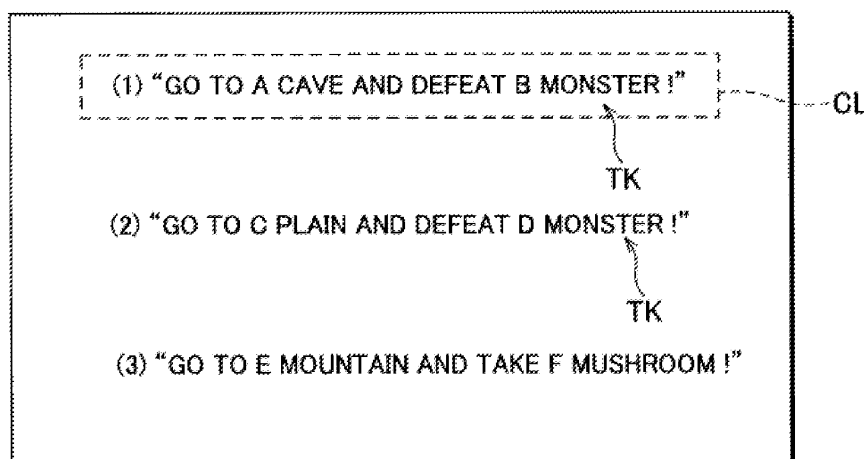 (1) “GO TO A CAVE AND DEFEAT B MONSTER !”
CL
TK
(2) “GO TO C PLAIN AND DEFEAT D MONSTER !”
TK
(3) “GO TO E MOUNTAIN AND TAKE F MUSHROOM !”